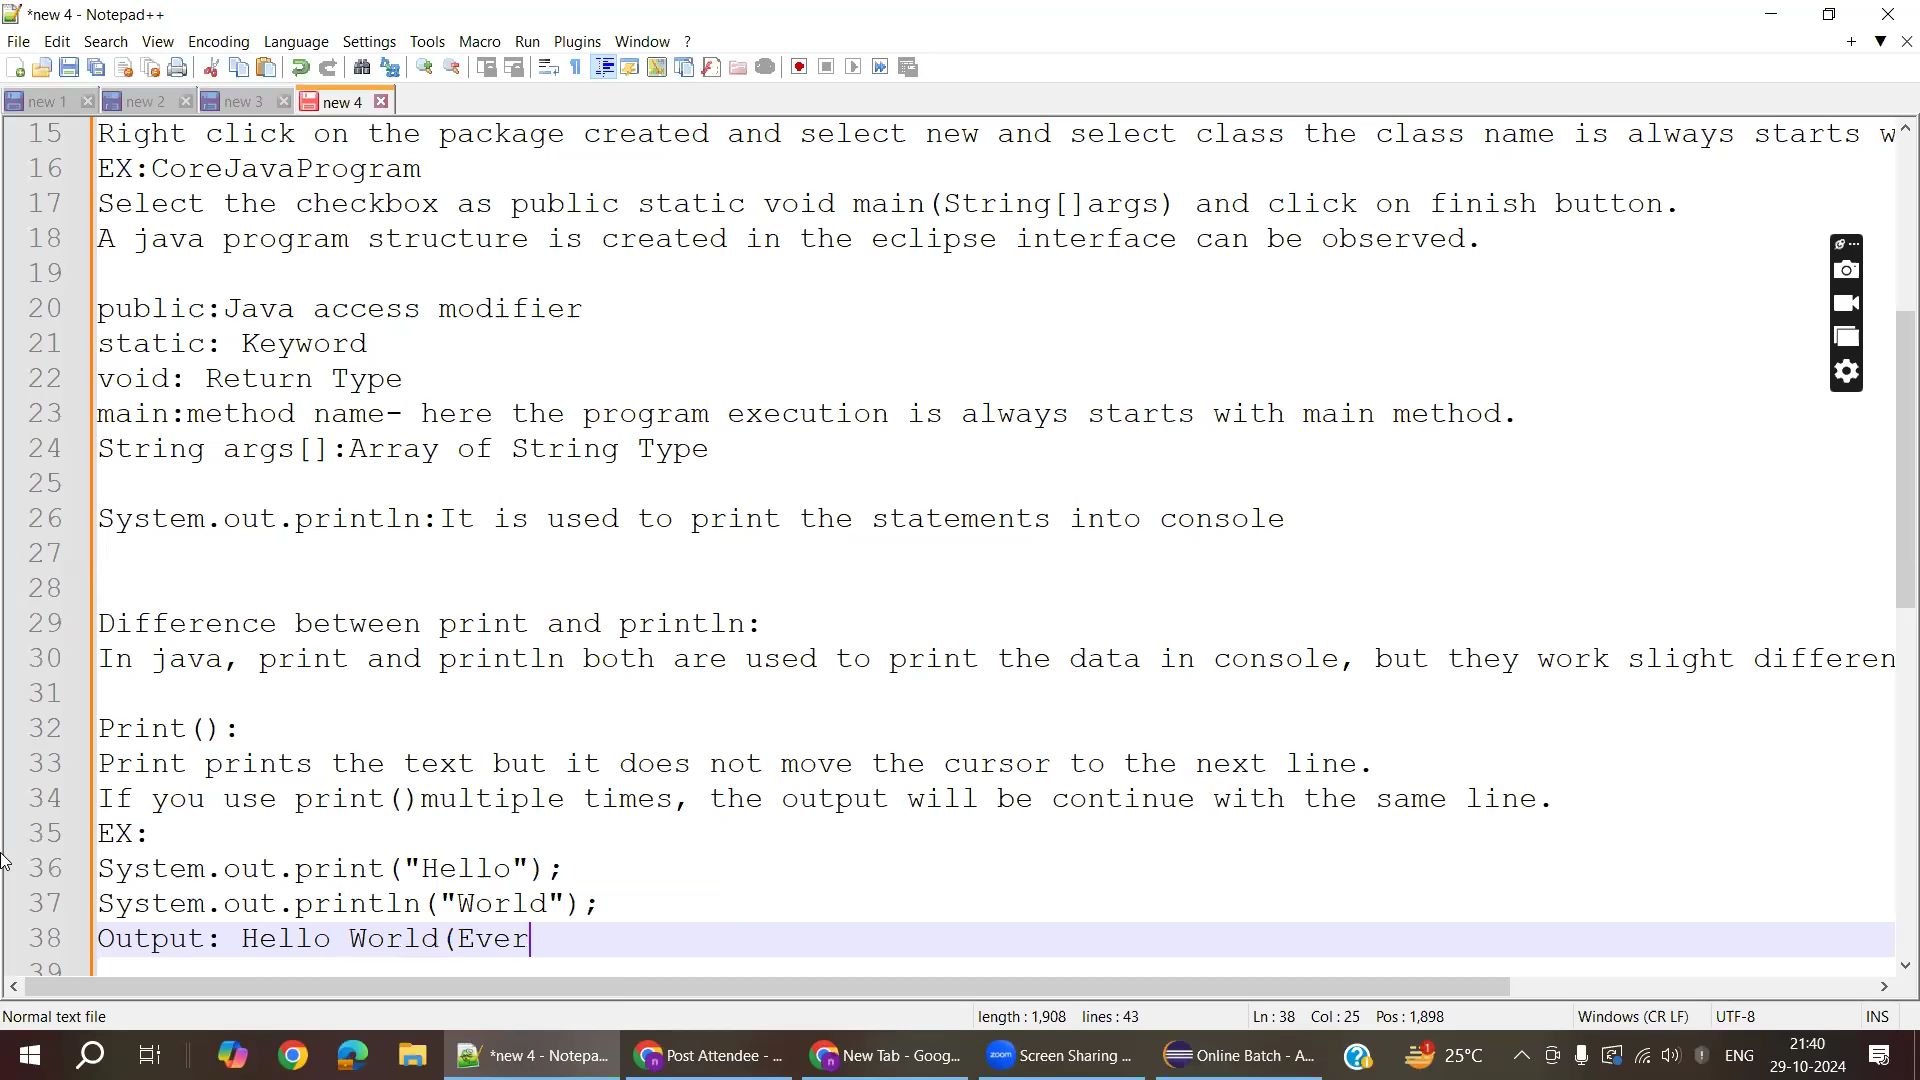 *new 4 - Notepad++
File Edit Search View Encoding Language Settings Tools Macro Run Plugins Window ?
new 1 new 2 new 3 new 4
15 Right click on the package created and select new and select class the class name is always starts w
16 EX:CoreJavaProgram
17 Select the checkbox as public static void main(String[]args) and click on finish button.
18 A java program structure is created in the eclipse interface can be observed.
19
20 public:Java access modifier
21 static: Keyword
22 void: Return Type
23 main:method name- here the program execution is always starts with main method.
24 String args[]:Array of String Type
25
26 System.out.println:It is used to print the statements into console
27
28
29 Difference between print and println:
30 In java, print and println both are used to print the data in console, but they work slight differen
31
32 Print():
33 Print prints the text but it does not move the cursor to the next line.
34 If you use print()multiple times, the output will be continue with the same line.
35 EX:
36 System.out.print("Hello");
37 System.out.println("World");
38 Output: Hello World(Ever
39
Normal text file length : 1,908 lines : 43 Ln : 38 Col : 25 Pos : 1,898 Windows (CR LF) UTF-8 INS
*new 4 - Notepa... Post Attendee - ... New Tab - Goog... zoom Screen Sharing ... Online Batch - A... 1 25°C ENG 21:40
29-10-2024